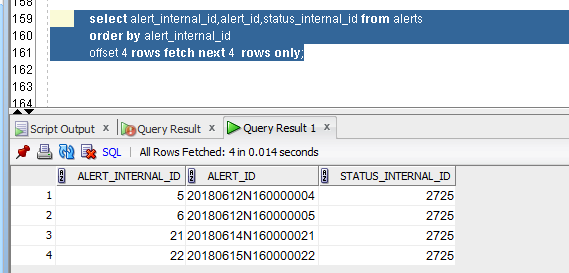 158
159 select alert_internal_id,alert_id,status_internal_id from alerts
160 order by alert_internal_id
161 offset 4 rows fetch next 4 rows only;
162
163
164
Script Output x Query Result x Query Result 1 x
SQL | All Rows Fetched: 4 in 0.014 seconds
ALERT_INTERNAL_ID ALERT_ID STATUS_INTERNAL_ID
1 5 20180612N160000004 2725
2 6 20180612N160000005 2725
3 21 20180614N160000021 2725
4 22 20180615N160000022 2725